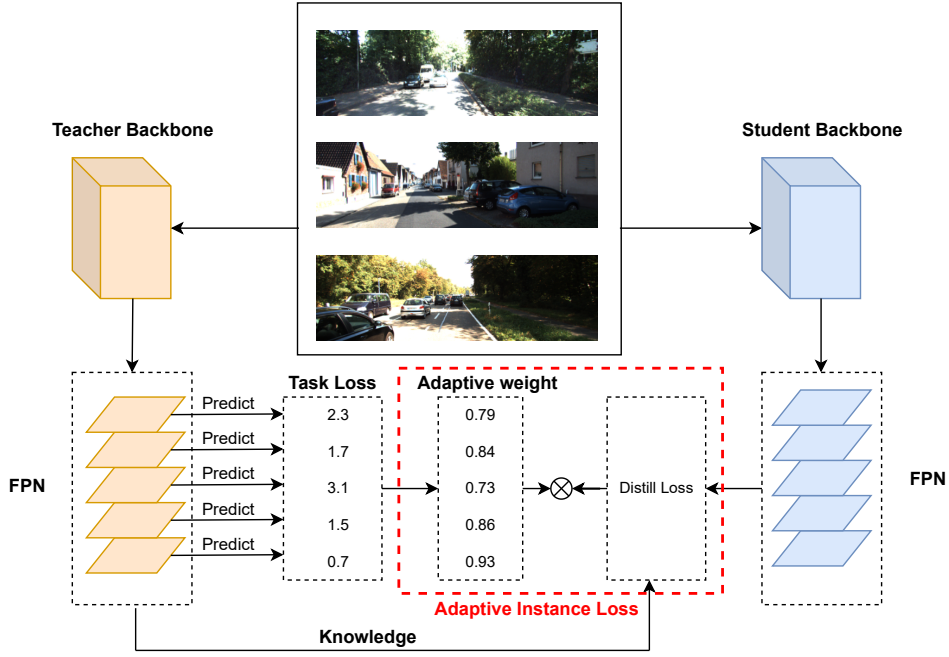 Teacher Backbone
Student Backbone
FPN
Predict
Predict
Predict
Predict
Predict
Task Loss
2.3
1.7
3.1
1.5
0.7
Adaptive weight
0.79
0.84
0.73
0.86
0.93
Distill Loss
FPN
Adaptive Instance Loss
Knowledge